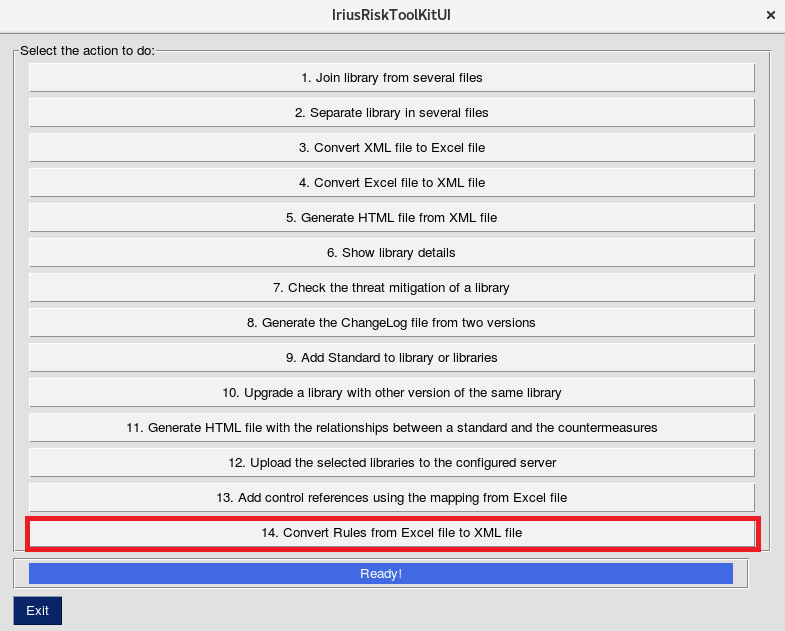 IriusRiskToolKitUI
×
Select the action to do:
1. Join library from several files
2. Separate library in several files
3. Convert XML file to Excel file
4. Convert Excel file to XML file
5. Generate HTML file from XML file
6. Show library details
7. Check the threat mitigation of a library
8. Generate the ChangeLog file from two versions
9. Add Standard to library or libraries
10. Upgrade a library with other version of the same library
11. Generate HTML file with the relationships between a standard and the countermeasures
12. Upload the selected libraries to the configured server
13. Add control references using the mapping from Excel file
14. Convert Rules from Excel file to XML file
Ready!
Exit